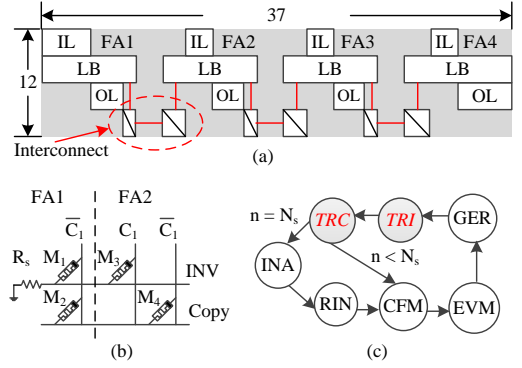 37
IL FA1 IL FA2 IL FA3 IL FA4
12
LB LB LB LB
OL OL OL OL
Interconnect
(a)
FA1 FA2
C̅₁ C₁ C̅₁
Rₛ M₁ M₃ INV
M₂ M₄ Copy
(b)
n = Nₛ TRC TRI GER
n < Nₛ
INA RIN CFM EVM
(c)